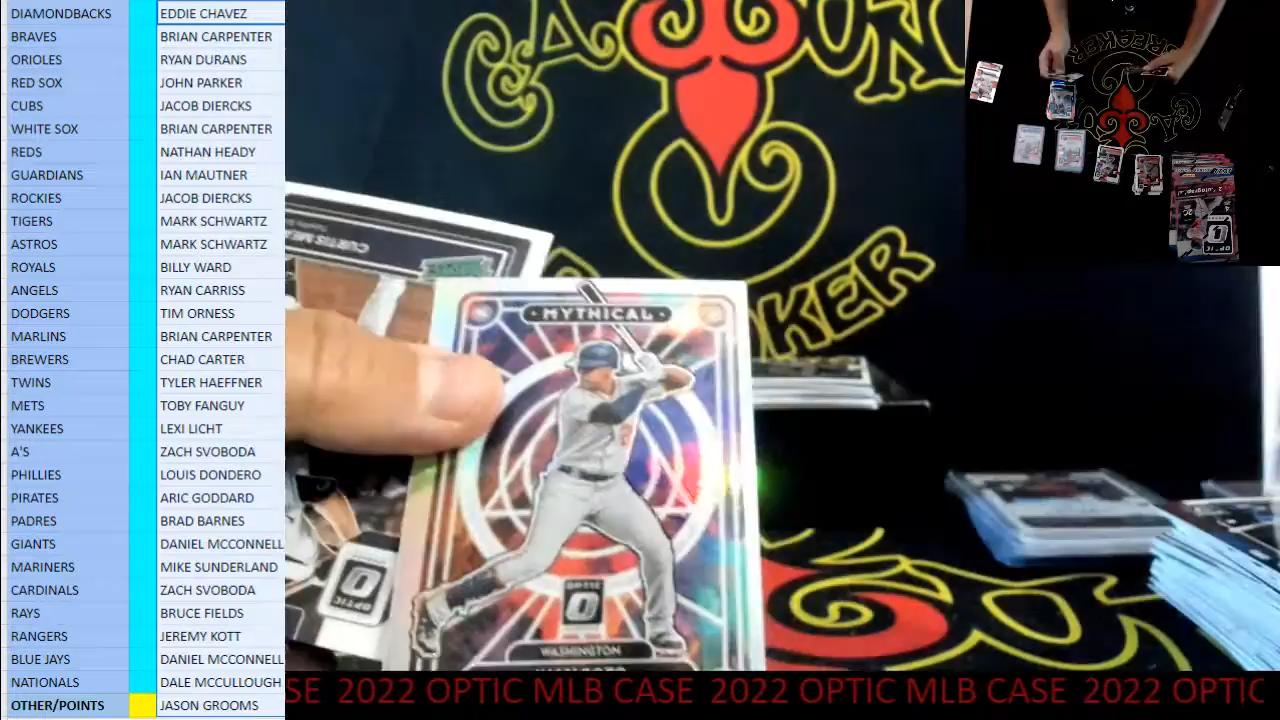 DIAMONDBACKS EDDIE CHAVEZ
BRAVES BRIAN CARPENTER
ORIOLES RYAN DURANS
RED SOX JOHN PARKER
CUBS JACOB DIERCKS
WHITE SOX BRIAN CARPENTER
REDS NATHAN HEADY
GUARDIANS IAN MAUTNER
ROCKIES JACOB DIERCKS
TIGERS MARK SCHWARTZ
ASTROS MARK SCHWARTZ
ROYALS BILLY WARD
ANGELS RYAN CARRISS
DODGERS TIM ORNESS
MARLINS BRIAN CARPENTER
BREWERS CHAD CARTER
TWINS TYLER HAEFFNER
METS TOBY FANGUY
YANKEES LEXI LICHT
A'S ZACH SVOBODA
PHILLIES LOUIS DONDERO
PIRATES ARIC GODDARD
PADRES BRAD BARNES
GIANTS DANIEL MCCONNELL
MARINERS MIKE SUNDERLAND
CARDINALS ZACH SVOBODA
RAYS BRUCE FIELDS
RANGERS JEREMY KOTT
BLUE JAYS DANIEL MCCONNELL
NATIONALS DALE MCCULLOUGH
OTHER/POINTS JASON GROOMS
CURTIS
MYTHICAL
OPTIC
WASHINGTON
OPTIC
KER
BREAKER
OPTIC
SE 2022 OPTIC MLB CASE 2022 OPTIC MLB CASE 2022 OPTIC